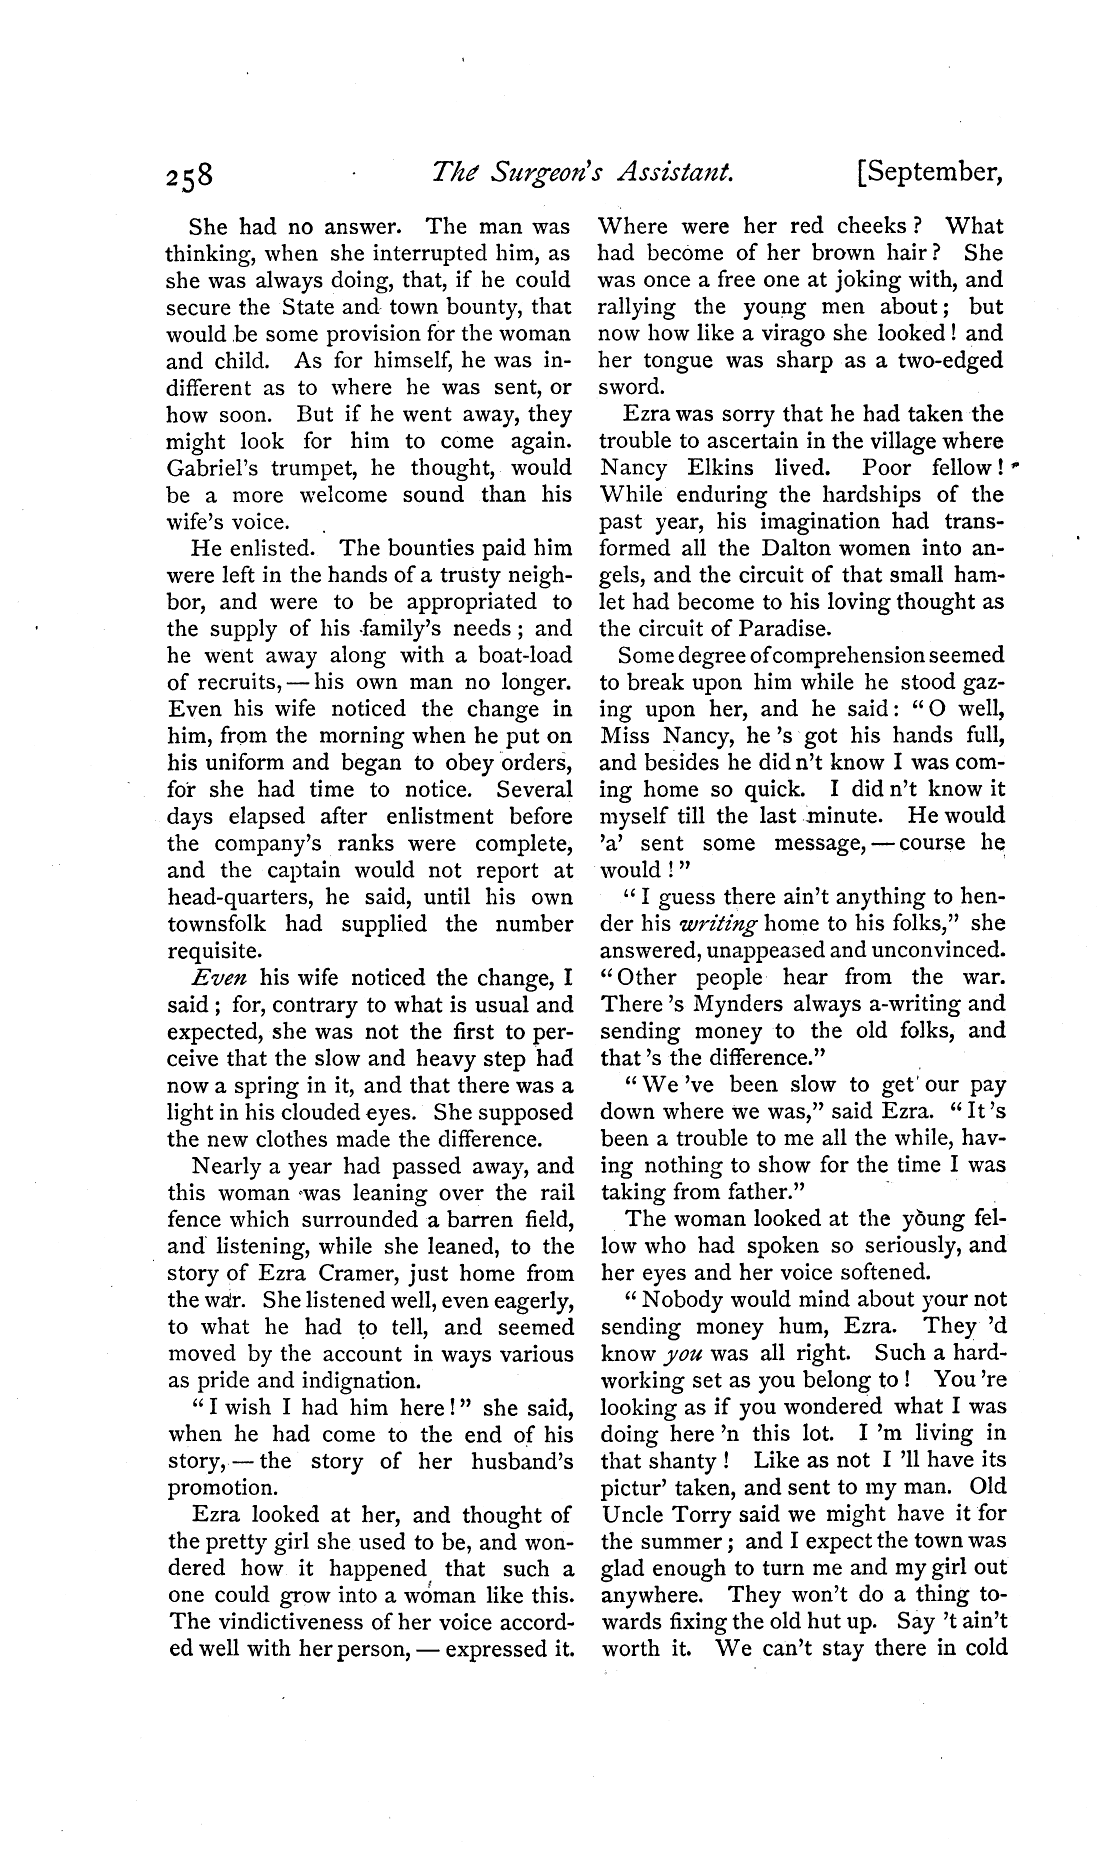 258 The Surgeon's Assistant. [September,
She had no answer. The man was
thinking, when she interrupted him, as
she was always doing, that, if he could
secure the State and town bounty, that
would be some provision for the woman
and child. As for himself, he was in-
different as to where he was sent, or
how soon. But if he went away, they
might look for him to come again.
Gabriel's trumpet, he thought, would
be a more welcome sound than his
wife's voice.
He enlisted. The bounties paid him
were left in the hands of a trusty neigh-
bor, and were to be appropriated to
the supply of his family's needs; and
he went away along with a boat-load
of recruits, — his own man no longer.
Even his wife noticed the change in
him, from the morning when he put on
his uniform and began to obey orders,
for she had time to notice. Several
days elapsed after enlistment before
the company's ranks were complete,
and the captain would not report at
head-quarters, he said, until his own
townsfolk had supplied the number
requisite.
Even his wife noticed the change, I
said; for, contrary to what is usual and
expected, she was not the first to per-
ceive that the slow and heavy step had
now a spring in it, and that there was a
light in his clouded eyes. She supposed
the new clothes made the difference.
Nearly a year had passed away, and
this woman was leaning over the rail
fence which surrounded a barren field,
and listening, while she leaned, to the
story of Ezra Cramer, just home from
the war. She listened well, even eagerly,
to what he had to tell, and seemed
moved by the account in ways various
as pride and indignation.
"I wish I had him here!" she said,
when he had come to the end of his
story, — the story of her husband's
promotion.
Ezra looked at her, and thought of
the pretty girl she used to be, and won-
dered how it happened that such a
one could grow into a woman like this.
The vindictiveness of her voice accord-
ed well with her person, — expressed it.
Where were her red cheeks? What
had become of her brown hair? She
was once a free one at joking with, and
rallying the young men about; but
now how like a virago she looked! and
her tongue was sharp as a two-edged
sword.
Ezra was sorry that he had taken the
trouble to ascertain in the village where
Nancy Elkins lived. Poor fellow!
While enduring the hardships of the
past year, his imagination had trans-
formed all the Dalton women into an-
gels, and the circuit of that small ham-
let had become to his loving thought as
the circuit of Paradise.
Some degree of comprehension seemed
to break upon him while he stood gaz-
ing upon her, and he said: "O well,
Miss Nancy, he 's got his hands full,
and besides he did n't know I was com-
ing home so quick. I did n't know it
myself till the last minute. He would
'a' sent some message, — course he
would!"
"I guess there ain't anything to hen-
der his writing home to his folks," she
answered, unappeased and unconvinced.
"Other people hear from the war.
There 's Mynders always a-writing and
sending money to the old folks, and
that 's the difference."
"We 've been slow to get our pay
down where we was," said Ezra. "It 's
been a trouble to me all the while, hav-
ing nothing to show for the time I was
taking from father."
The woman looked at the young fel-
low who had spoken so seriously, and
her eyes and her voice softened.
"Nobody would mind about your not
sending money hum, Ezra. They 'd
know you was all right. Such a hard-
working set as you belong to! You 're
looking as if you wondered what I was
doing here 'n this lot. I 'm living in
that shanty! Like as not I 'll have its
pictur' taken, and sent to my man. Old
Uncle Torry said we might have it for
the summer; and I expect the town was
glad enough to turn me and my girl out
anywhere. They won't do a thing to-
wards fixing the old hut up. Say 't ain't
worth it. We can't stay there in cold